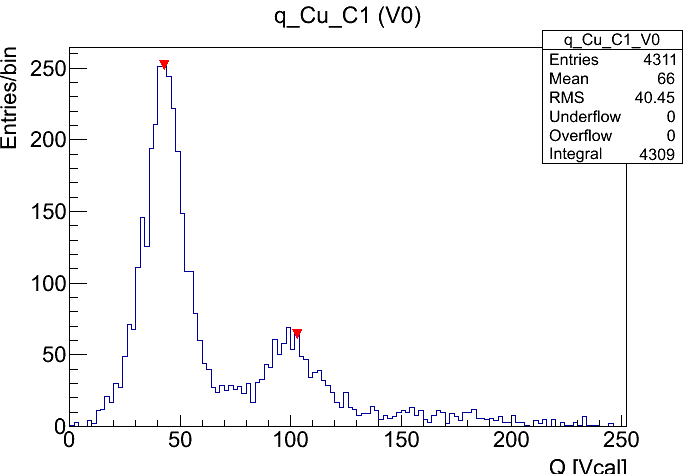 q_Cu_C1 (V0)
q_Cu_C1_V0
Entries 4311
Mean 66
RMS 40.45
Underflow 0
Overflow 0
Integral 4309
Entries/bin
250
200
150
100
50
0
0 50 100 150 200 250
Q [Vcal]